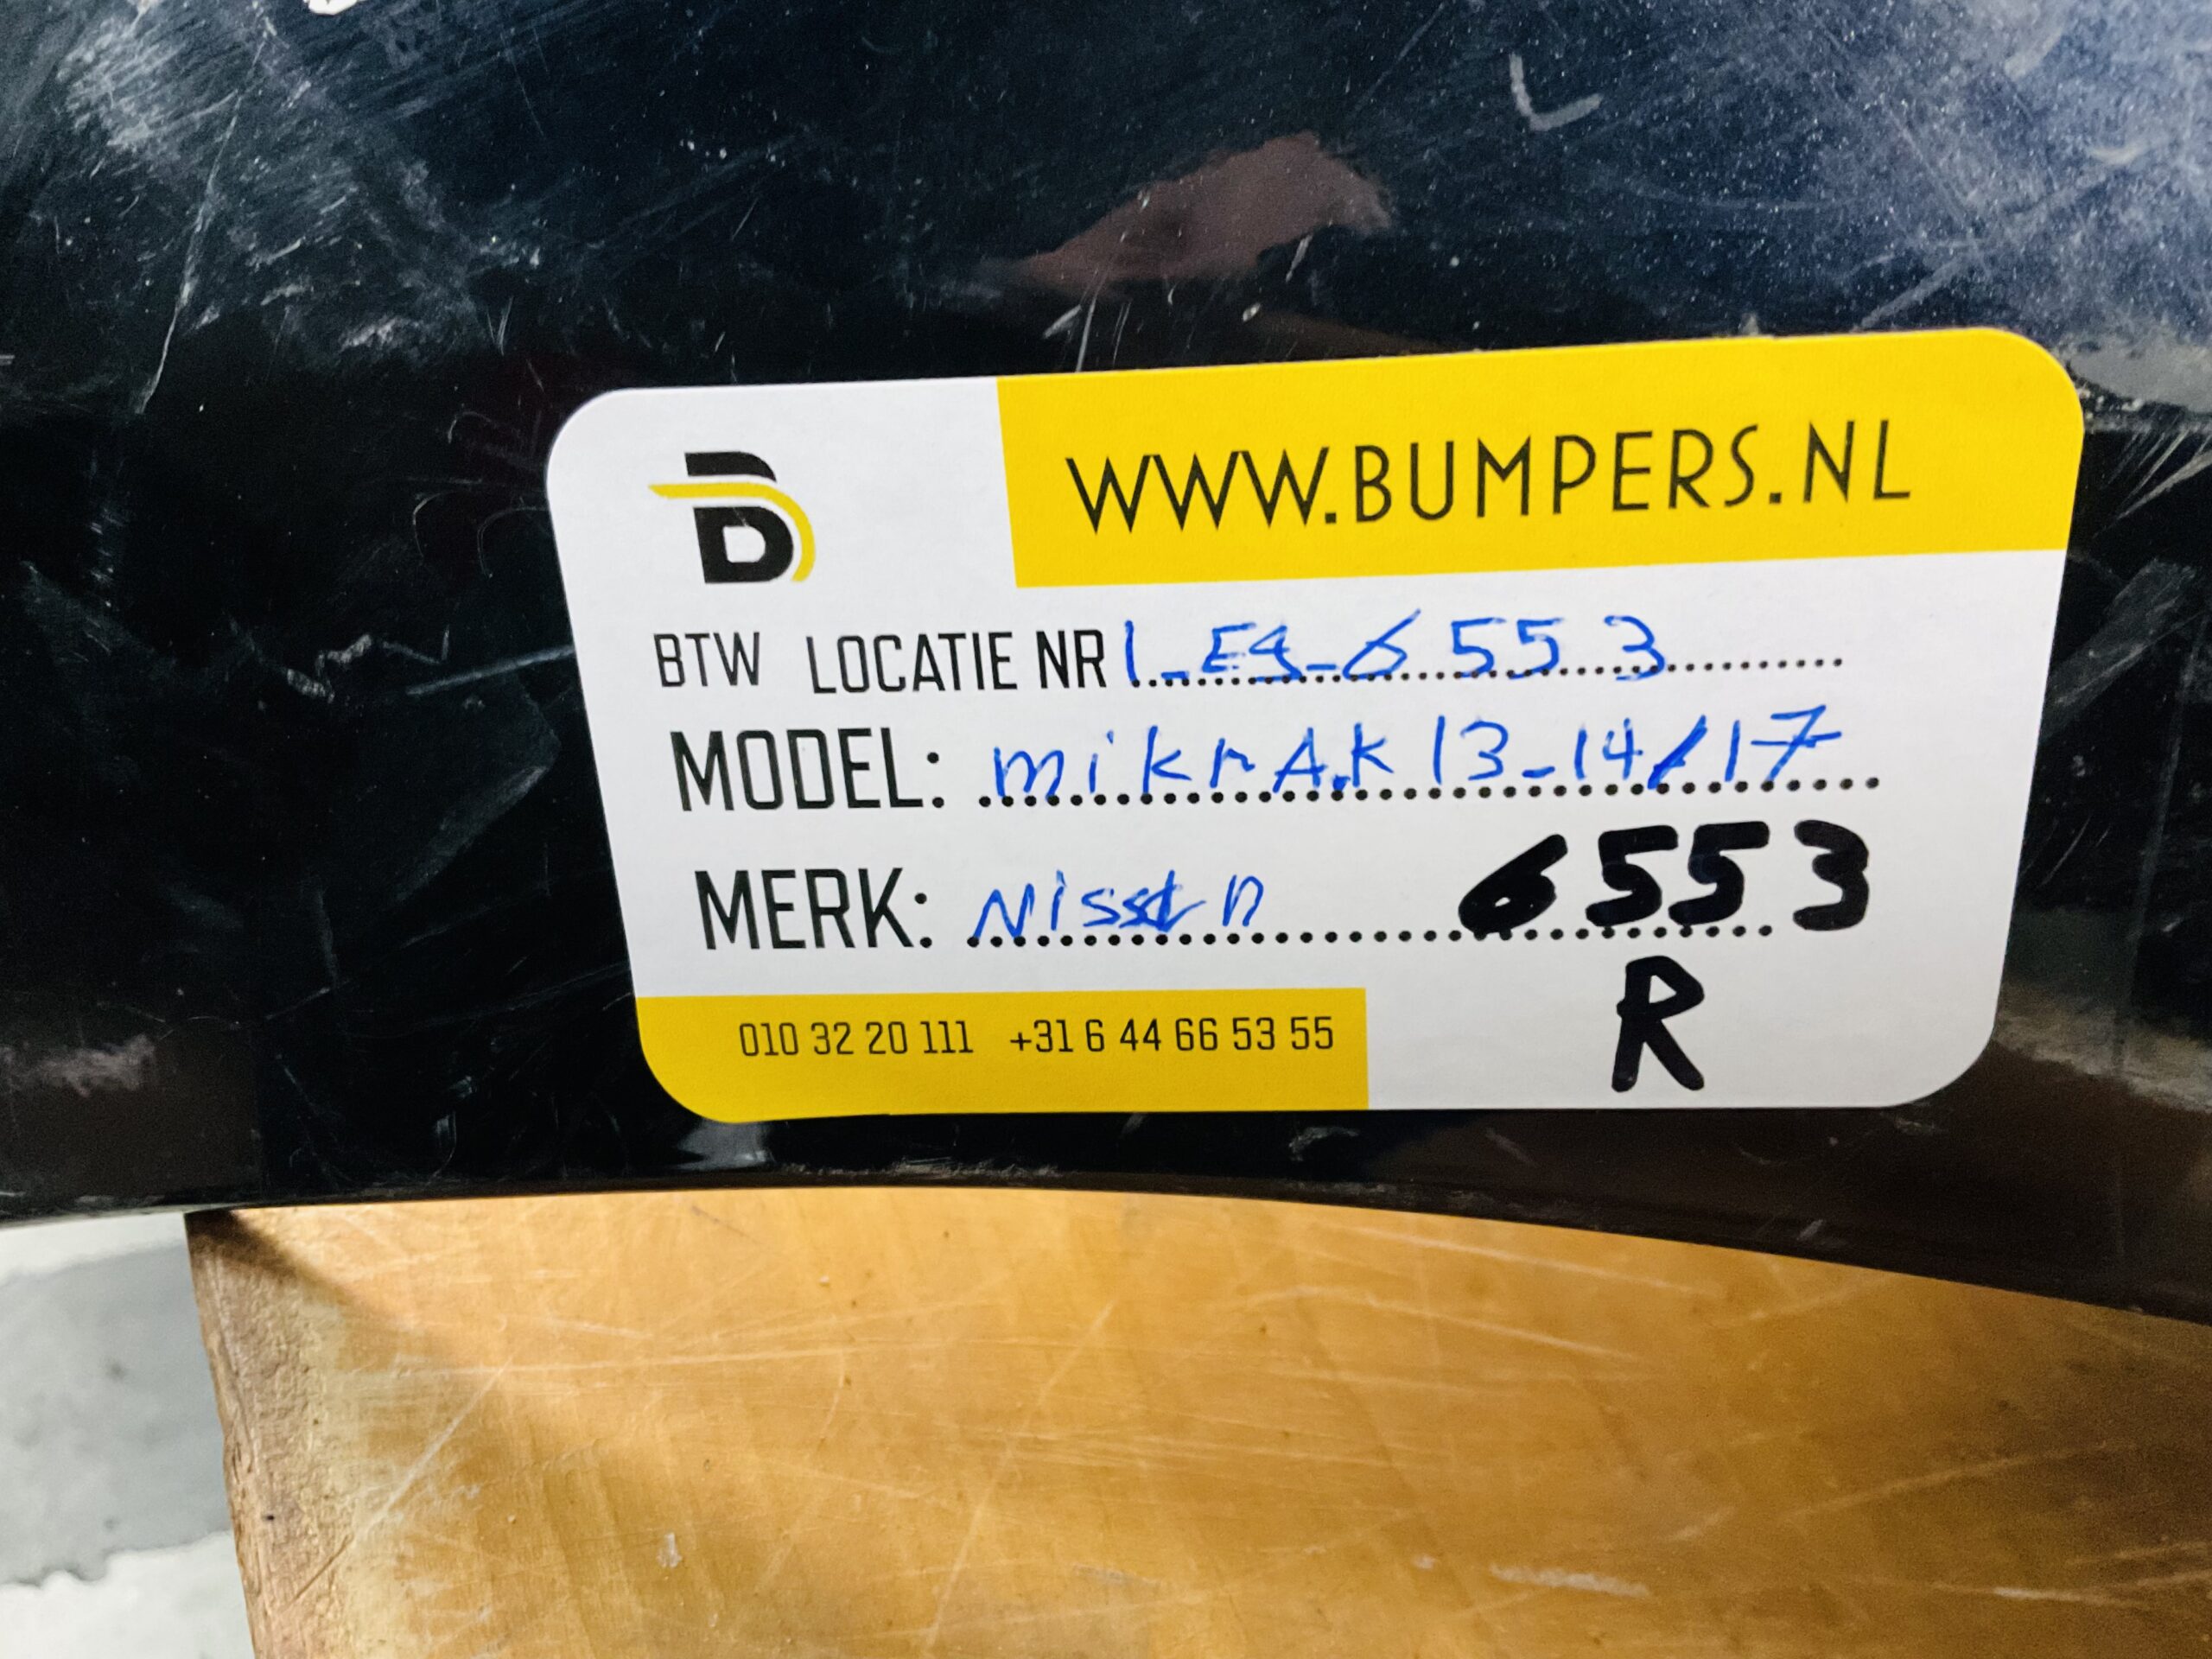 WWW.BUMPERS.NL
BTW LOCATIE NR 1-E9-6553
MODEL: mikrA.K13-14/17
MERK: Nissan 6553
R
010 32 20 111 +31 6 44 66 53 55